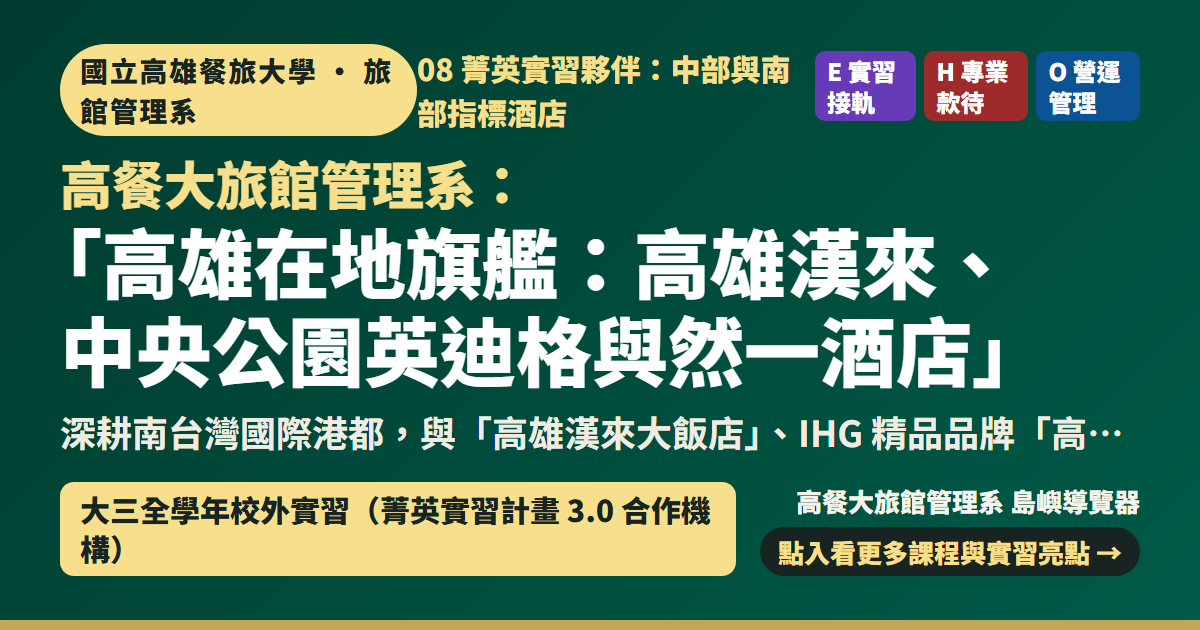 國立高雄餐旅大學 · 旅
館管理系
08 菁英實習夥伴：中部與南
部指標酒店
E 實習
接軌
H 專業
款待
O 營運
管理
高餐大旅館管理系：
「高雄在地旗艦：高雄漢來、
中央公園英迪格與然一酒店」
深耕南台灣國際港都，與「高雄漢來大飯店」、IHG 精品品牌「高…
大三全學年校外實習（菁英實習計畫 3.0 合作機
構）
高餐大旅館管理系 島嶼導覽器
點入看更多課程與實習亮點 →